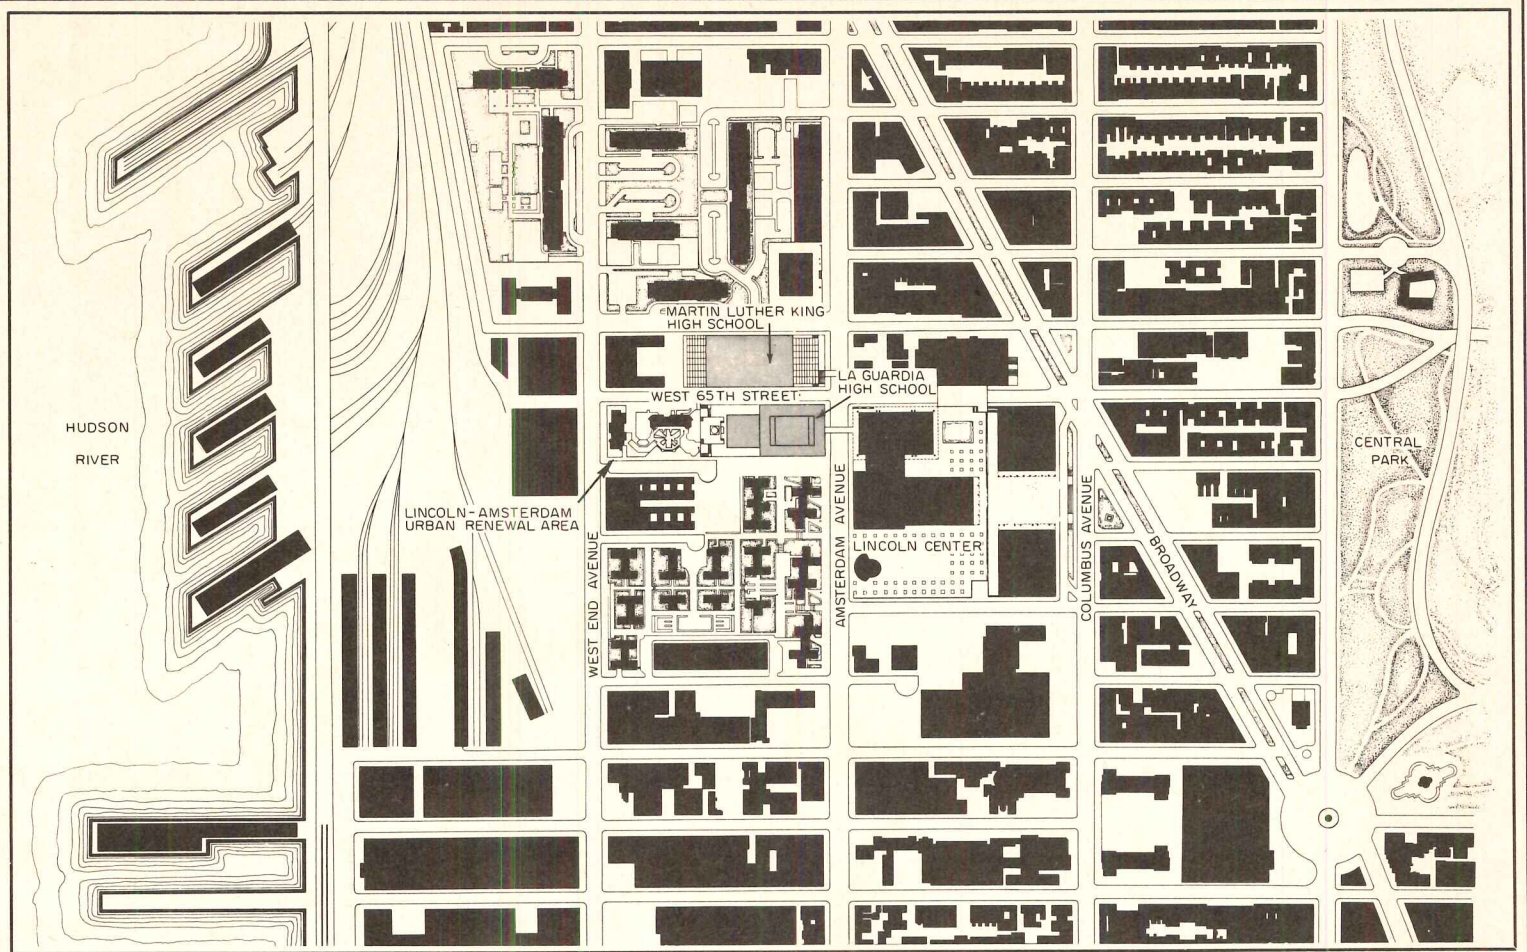 MARTIN LUTHER KING
HIGH SCHOOL
LA GUARDIA
HIGH SCHOOL
WEST 65TH STREET
HUDSON
RIVER
CENTRAL
PARK
LINCOLN-AMSTERDAM
URBAN RENEWAL AREA
WEST END AVENUE
AMSTERDAM AVENUE
LINCOLN CENTER
COLUMBUS AVENUE
BROADWAY